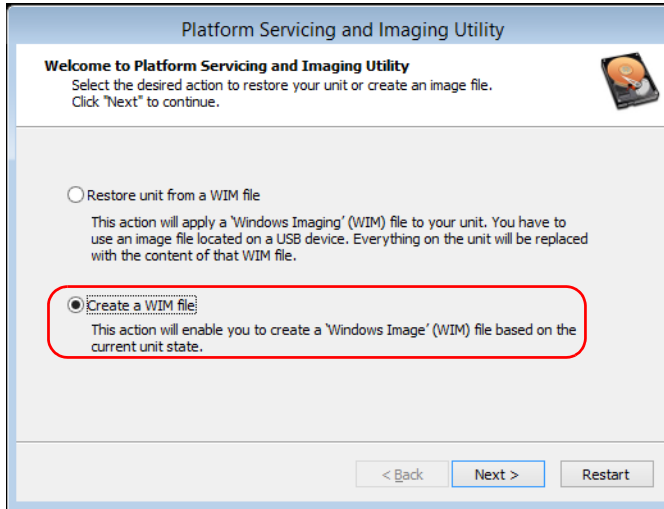 Platform Servicing and Imaging Utility
Welcome to Platform Servicing and Imaging Utility
Select the desired action to restore your unit or create an image file.
Click "Next" to continue.
Restore unit from a WIM file
This action will apply a 'Windows Imaging' (WIM) file to your unit. You have to
use an image file located on a USB device. Everything on the unit will be replaced
with the content of that WIM file.
Create a WIM file
This action will enable you to create a 'Windows Image' (WIM) file based on the
current unit state.
< Back Next > Restart